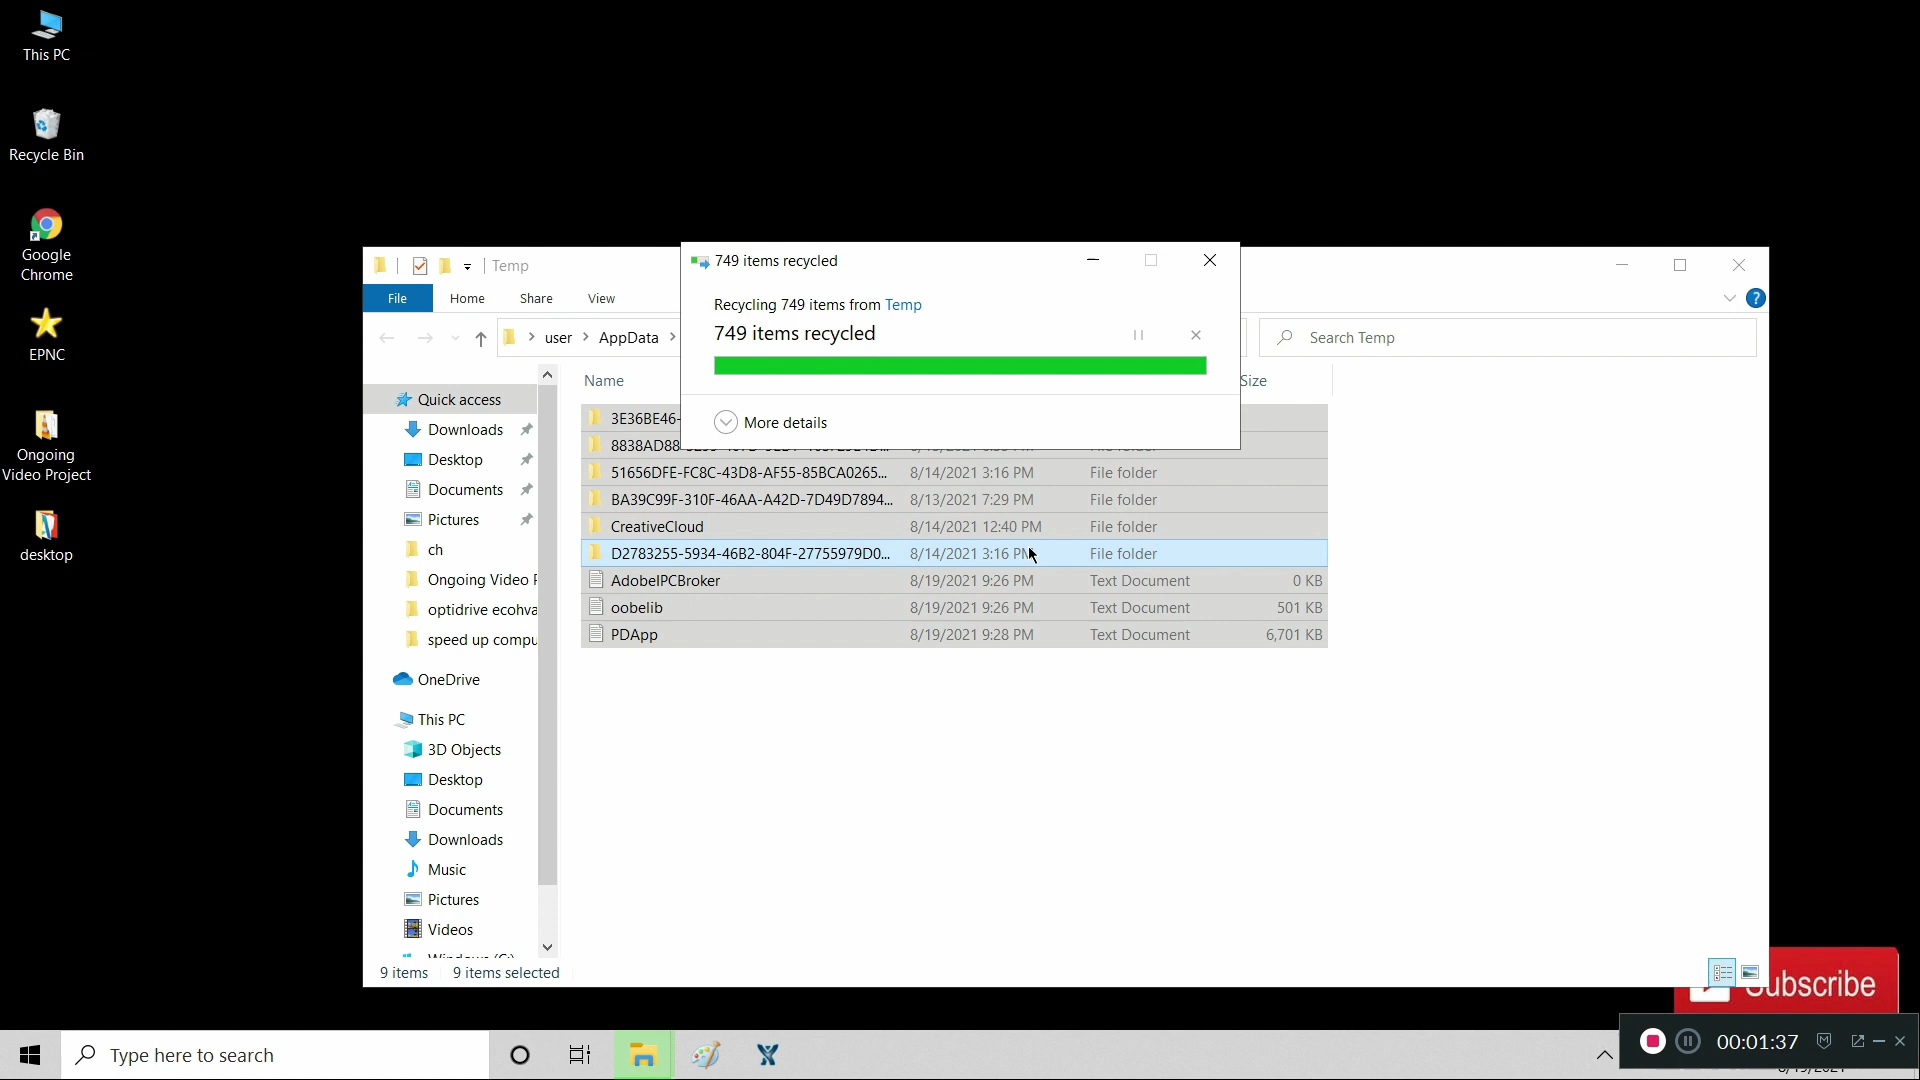 This PC
Recycle Bin
Google
Chrome
EPNC
Ongoing
Video Project
desktop
Temp
File
Home
Share
View
user
AppData
Search Temp
749 items recycled
Recycling 749 items from Temp
749 items recycled
More details
Quick access
Downloads
Desktop
Documents
Pictures
ch
Ongoing Video
optidrive ecohva
speed up compu
OneDrive
This PC
3D Objects
Desktop
Documents
Downloads
Music
Pictures
Videos
Name
Size
3E36BE46-
8838AD88
51656DFE-FC8C-43D8-AF55-85BCA0265... 8/14/2021 3:16 PM File folder
BA39C99F-310F-46AA-A42D-7D49D7894... 8/13/2021 7:29 PM File folder
CreativeCloud 8/14/2021 12:40 PM File folder
D2783255-5934-46B2-804F-27755979D0... 8/14/2021 3:16 PM File folder
AdobeIPCBroker 8/19/2021 9:26 PM Text Document 0 KB
oobelib 8/19/2021 9:26 PM Text Document 501 KB
PDApp 8/19/2021 9:28 PM Text Document 6,701 KB
9 items 9 items selected
ubscribe
Type here to search
00:01:37